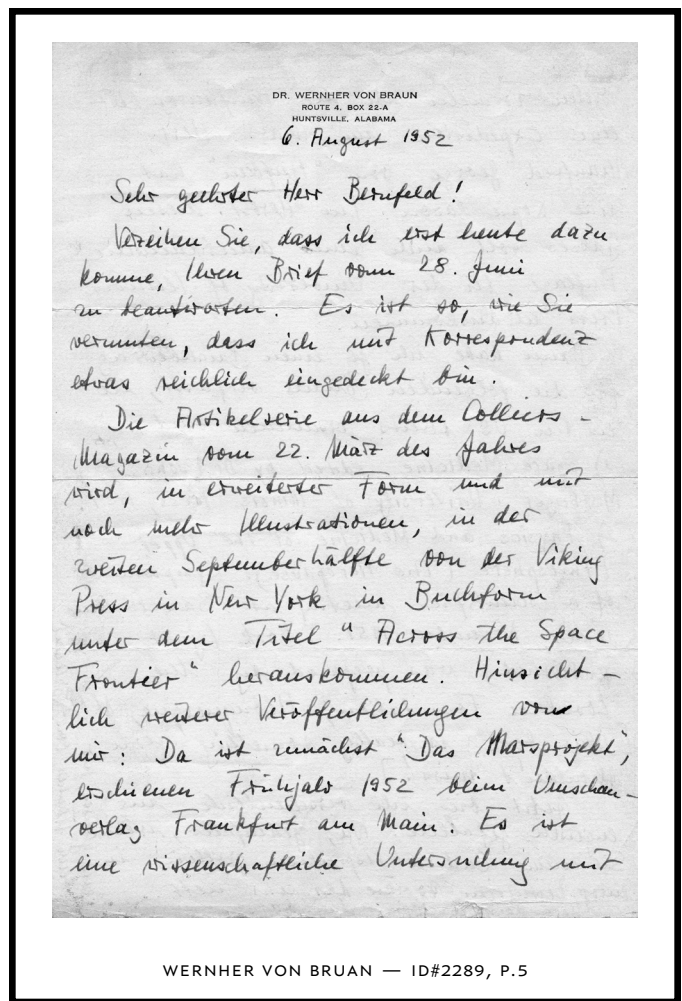 DR. WERNHER VON BRAUN
ROUTE 4, BOX 22-A
HUNTSVILLE, ALABAMA
6. August 1952
Sehr geehrter Herr Bernfeld!
Verzeihen Sie, dass ich erst heute dazu
komme, Ihren Brief vom 28. Juni
zu beantworten. Es ist so, wie Sie
vermuten, dass ich mit Korrespondenz
etwas reichlich eingedeckt bin.
Die Artikelserie aus dem Colliers-
Magazin vom 22. März des Jahres
wird, in erweiterter Form und mit
noch mehr Illustrationen, in der
zweiten Septemberhälfte von der Viking
Press in New York in Buchform
unter dem Titel "Across the Space
Frontier" herauskommen. Hinsicht-
lich weiterer Veröffentlichungen von
mir: Da ist zunächst "Das Marsprojekt",
erschienen Frühjahr 1952 beim Umschau-
verlag Frankfurt am Main. Es ist
eine wissenschaftliche Untersuchung mit
WERNHER VON BRUAN — ID#2289, P.5